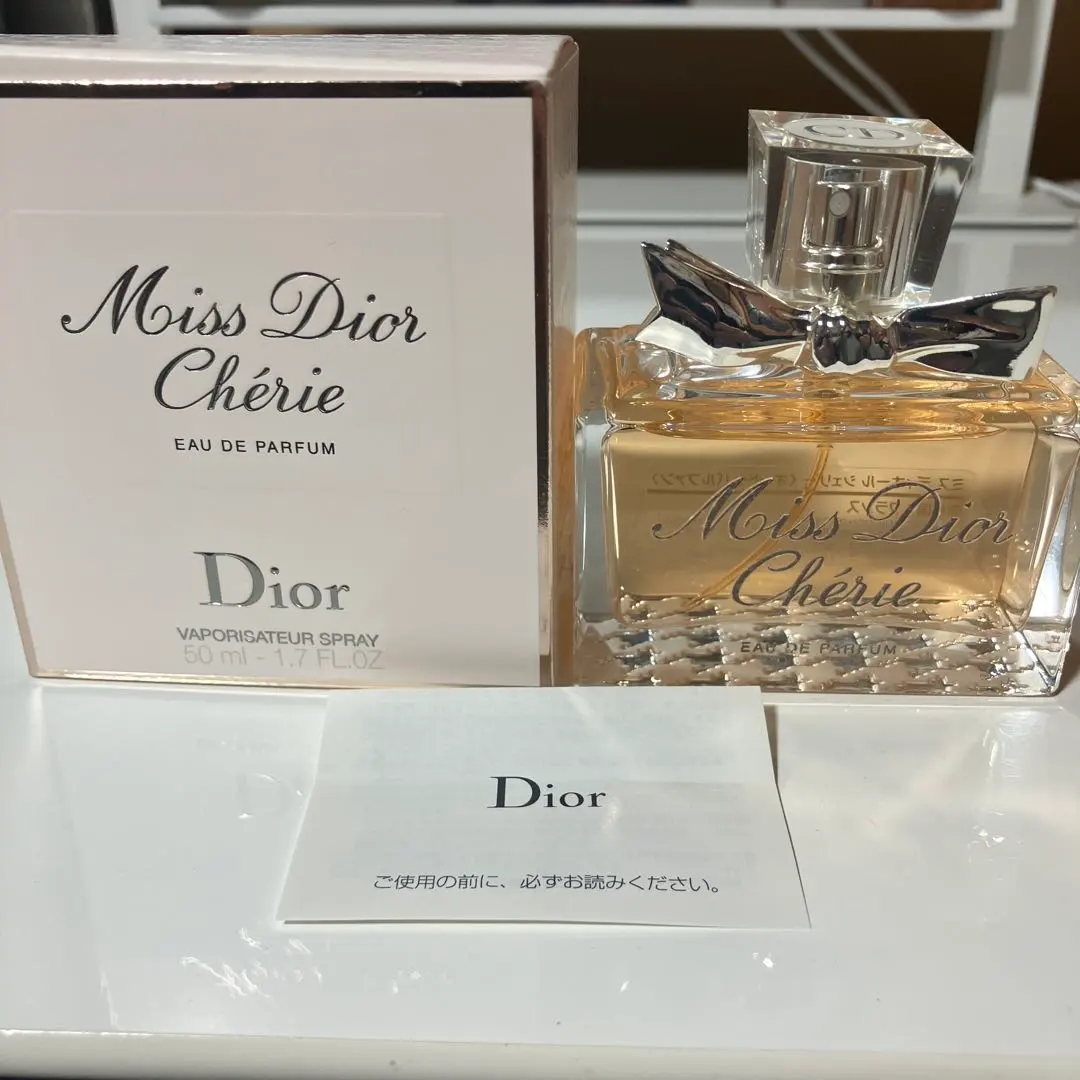 Miss Dior
Chérie
EAU DE PARFUM
Dior
VAPORISATEUR SPRAY
50 ml - 1.7 FL.OZ
CD
Miss Dior
Chérie
EAU DE PARFUM
Dior
ご使用の前に、必ずお読みください。